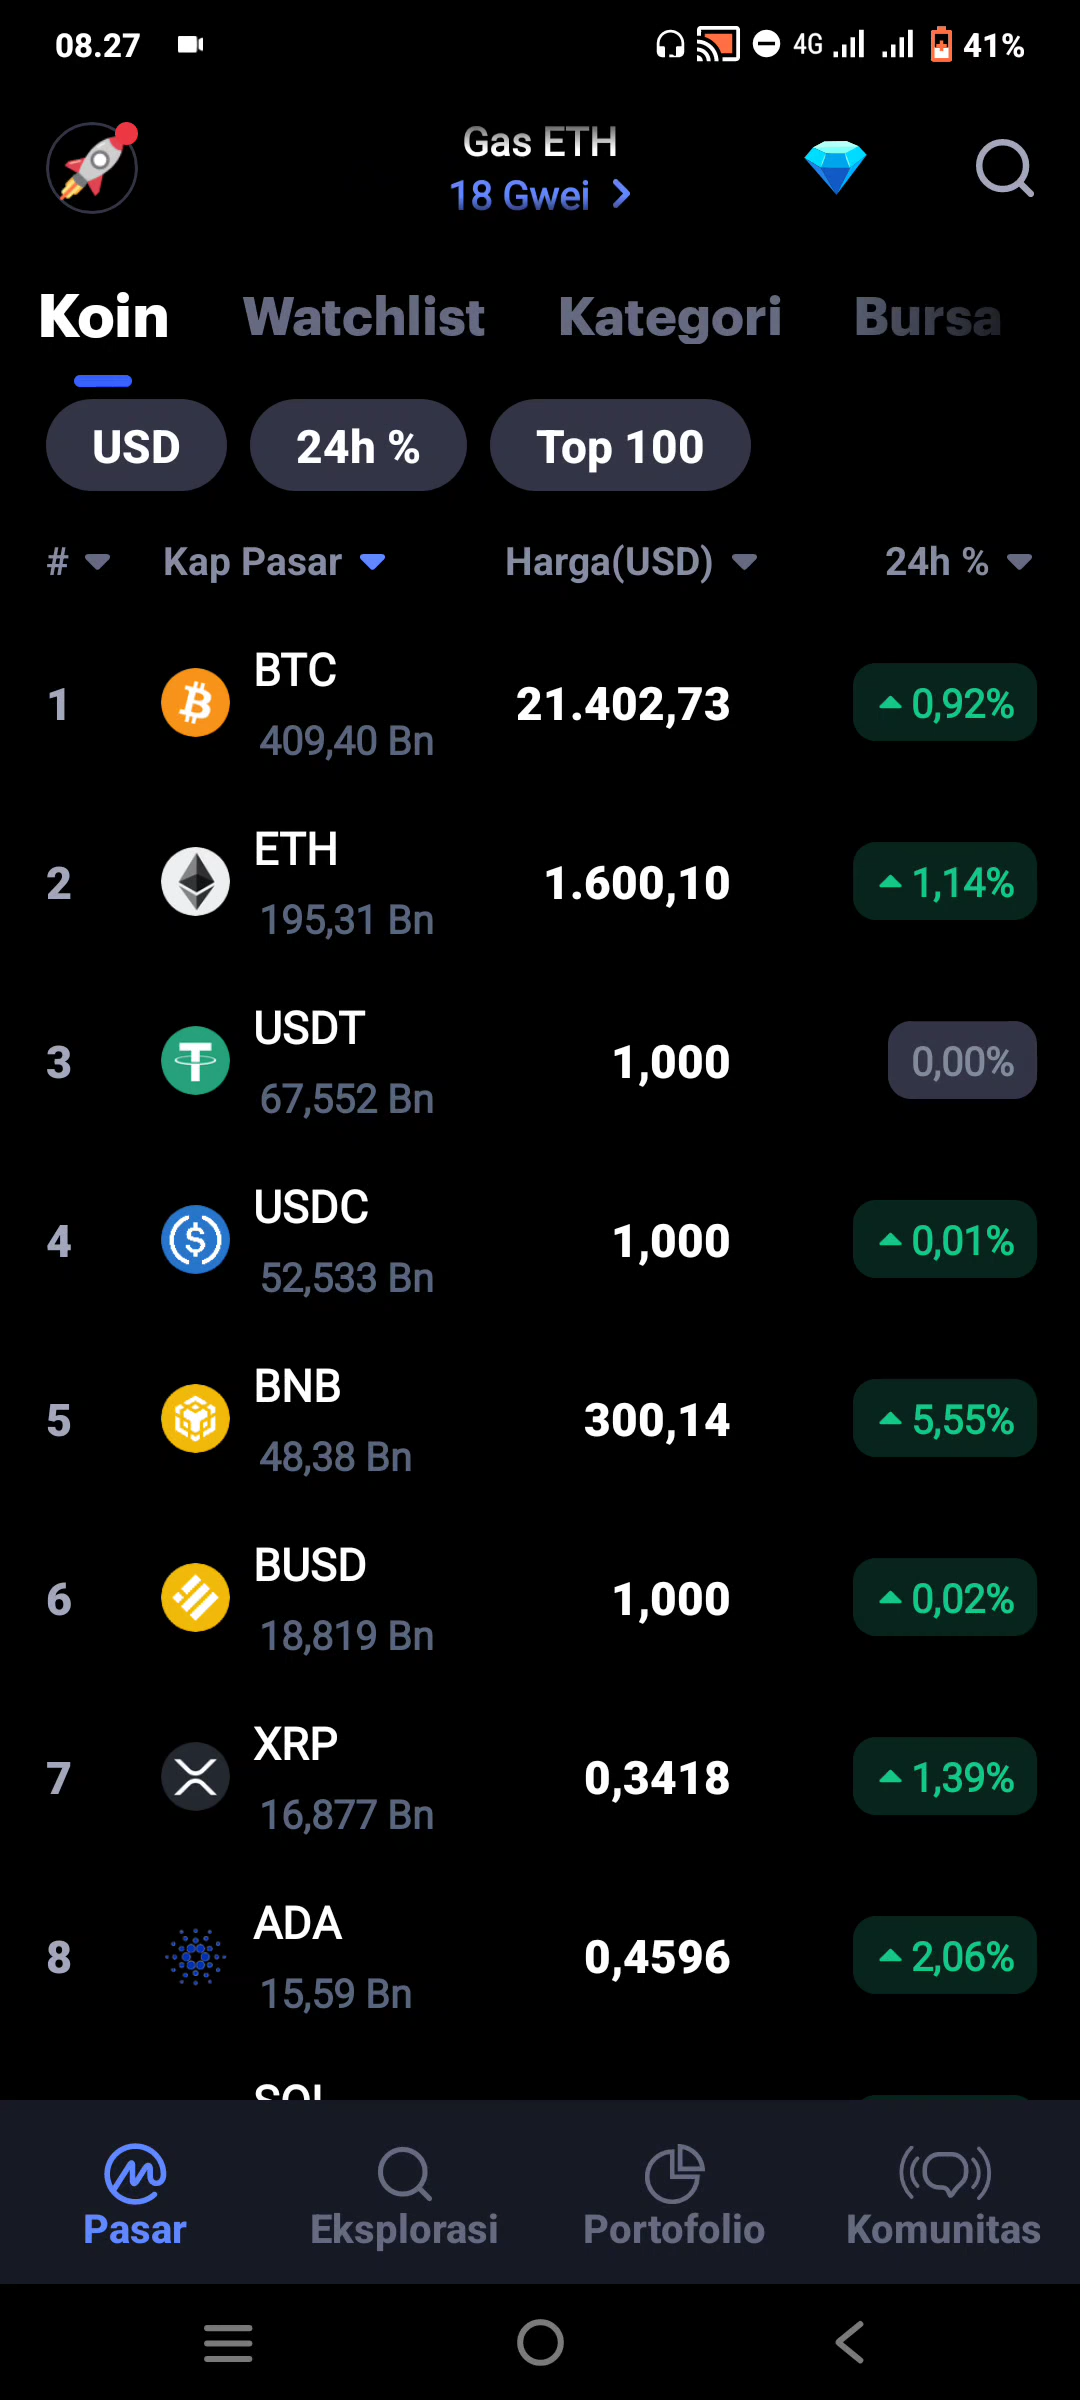 08.27
4G
41%
Gas ETH
18 Gwei
Koin Watchlist Kategori Bursa
USD 24h % Top 100
# Kap Pasar Harga(USD) 24h %
BTC
1 21.402,73 0,92%
409,40 Bn
ETH
2 1.600,10 1,14%
195,31 Bn
USDT
3 1,000 0,00%
67,552 Bn
USDC
4 1,000 0,01%
52,533 Bn
BNB
5 300,14 5,55%
48,38 Bn
BUSD
6 1,000 0,02%
18,819 Bn
XRP
7 0,3418 1,39%
16,877 Bn
ADA
8 0,4596 2,06%
15,59 Bn
Pasar Eksplorasi Portofolio Komunitas